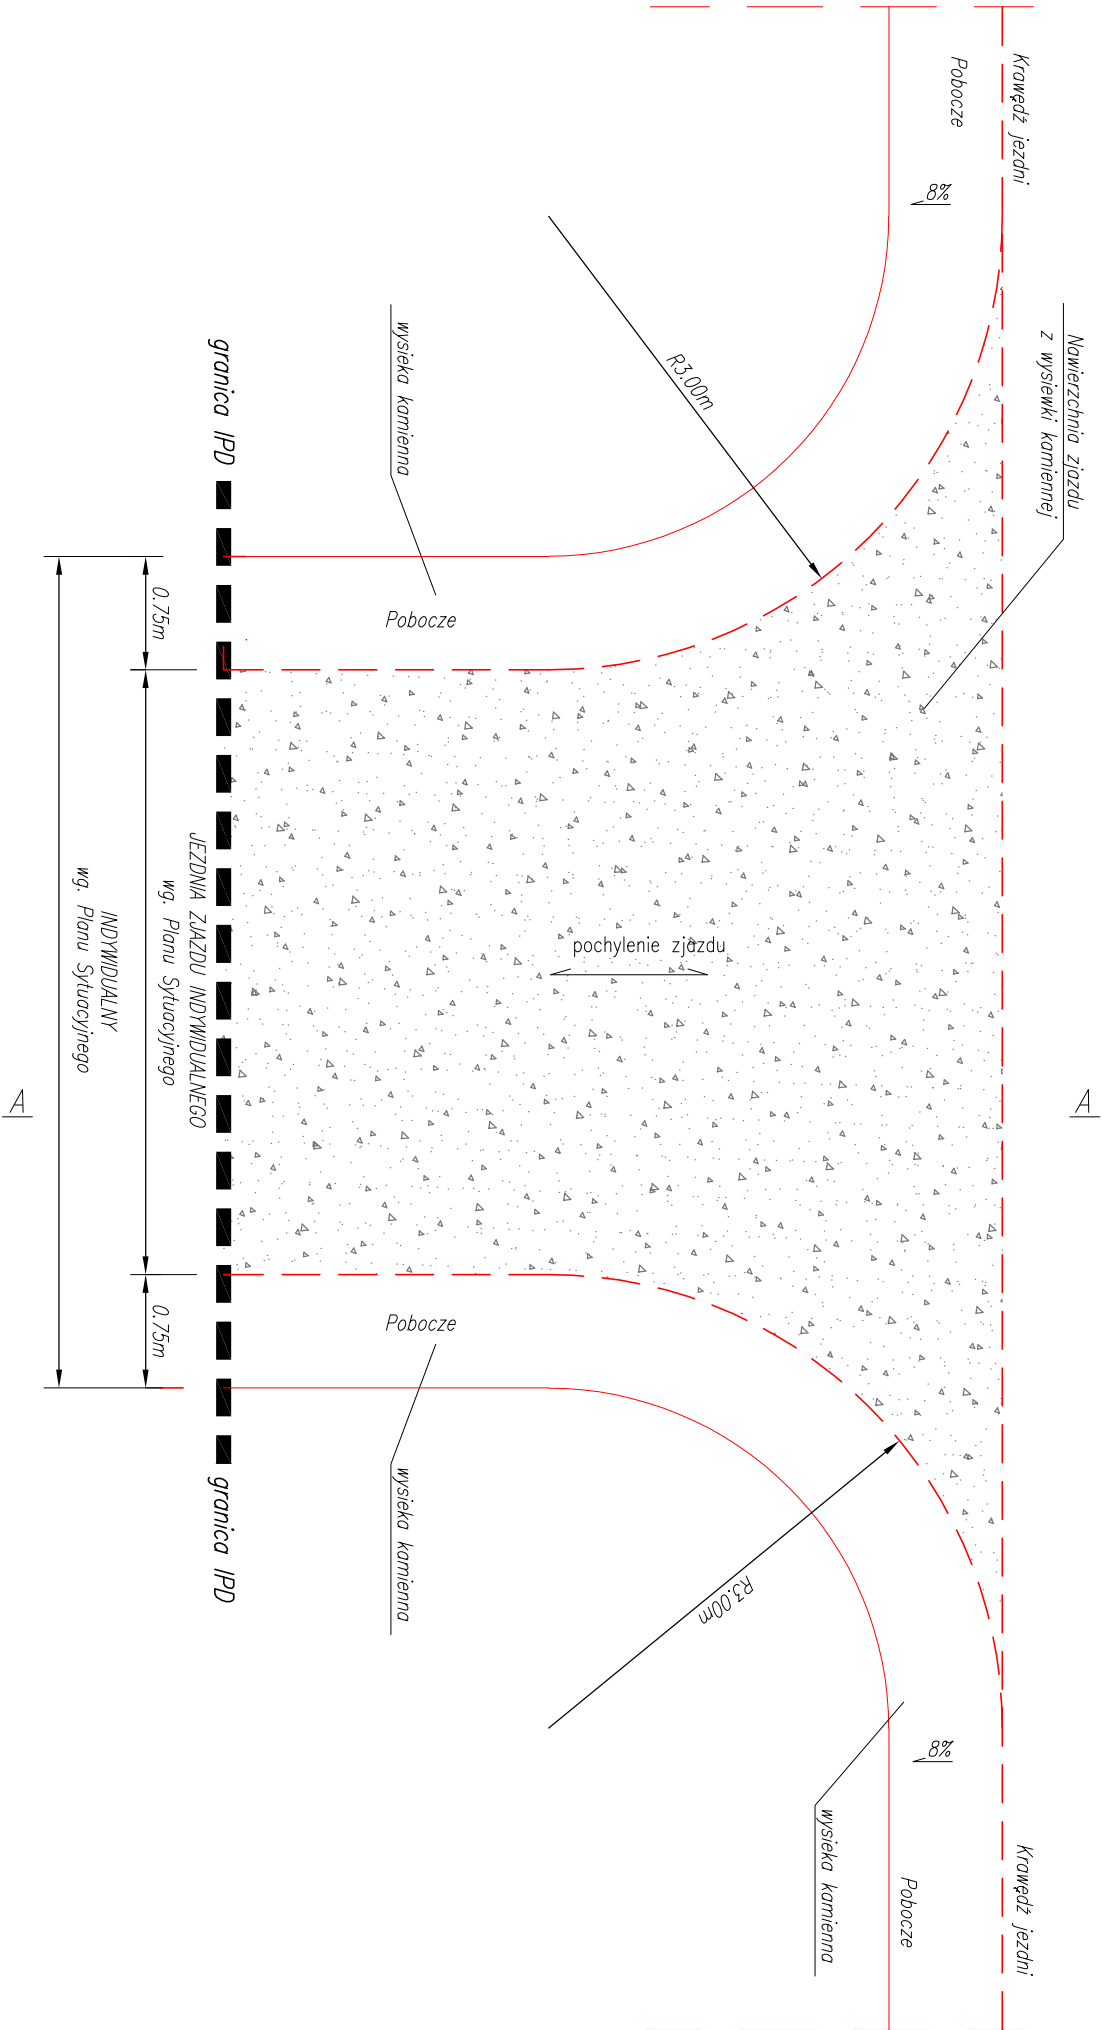 Krawędź jezdni
Pobocze
8%
Nawierzchnia zjazdu
z wysiewki kamiennej
R3.00m
wysieka kamienna
granica IPD
0.75m
Pobocze
JEZDNIA ZJAZDU INDYWIDUALNEGO
wg. Planu Sytuacyjnego
INDYWIDUALNY
wg. Planu Sytuacyjnego
pochylenie zjazdu
A
A
0.75m
Pobocze
wysieka kamienna
granica IPD
R3.00m
8%
wysieka kamienna
Pobocze
Krawędź jezdni